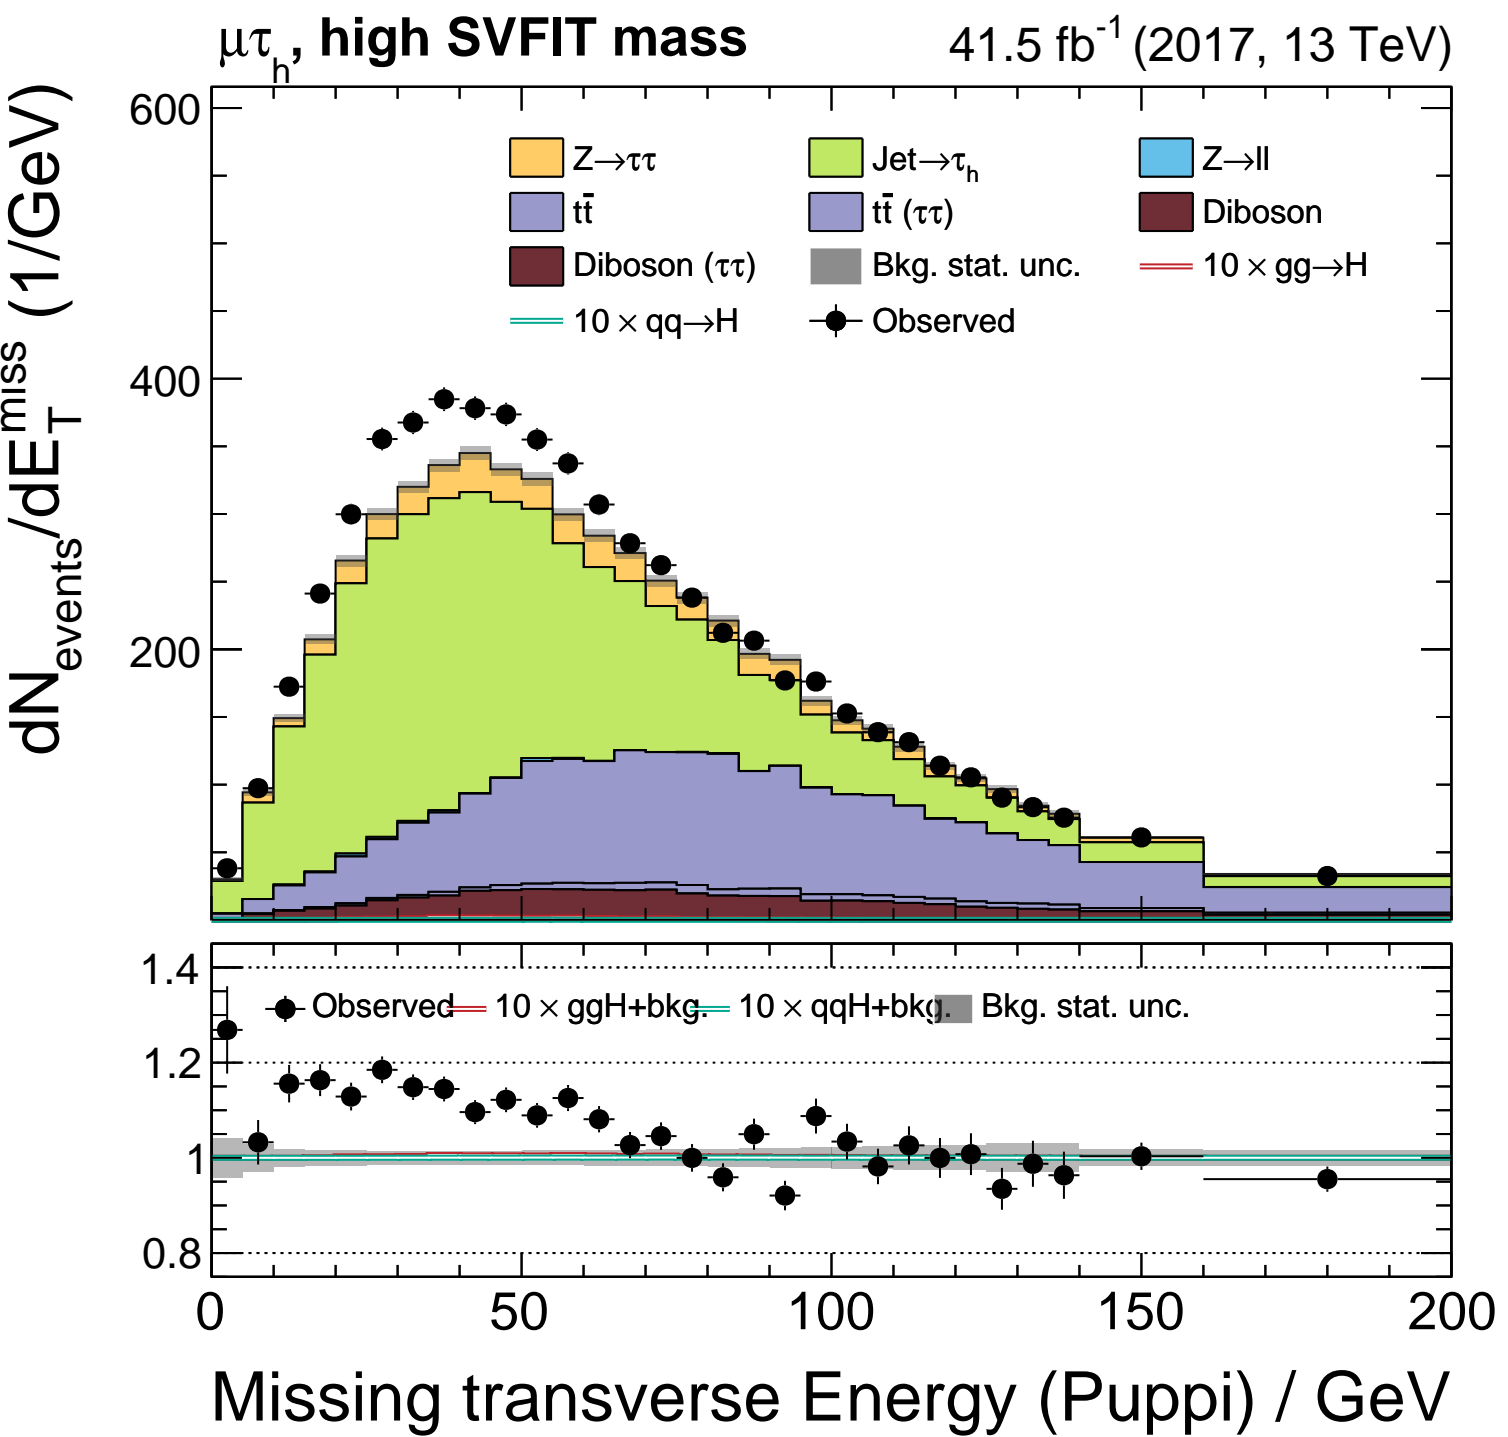 μτh, high SVFIT mass 41.5 fb-1 (2017, 13 TeV)
dNevents/dETmiss (1/GeV)
600
400
200
Z→ττ Jet→τh Z→ll
tt̄ tt̄ (ττ) Diboson
Diboson (ττ) Bkg. stat. unc. 10 × gg→H
10 × qq→H Observed
1.4
1.2
1
0.8
Observed 10 × ggH+bkg. 10 × qqH+bkg. Bkg. stat. unc.
0 50 100 150 200
Missing transverse Energy (Puppi) / GeV